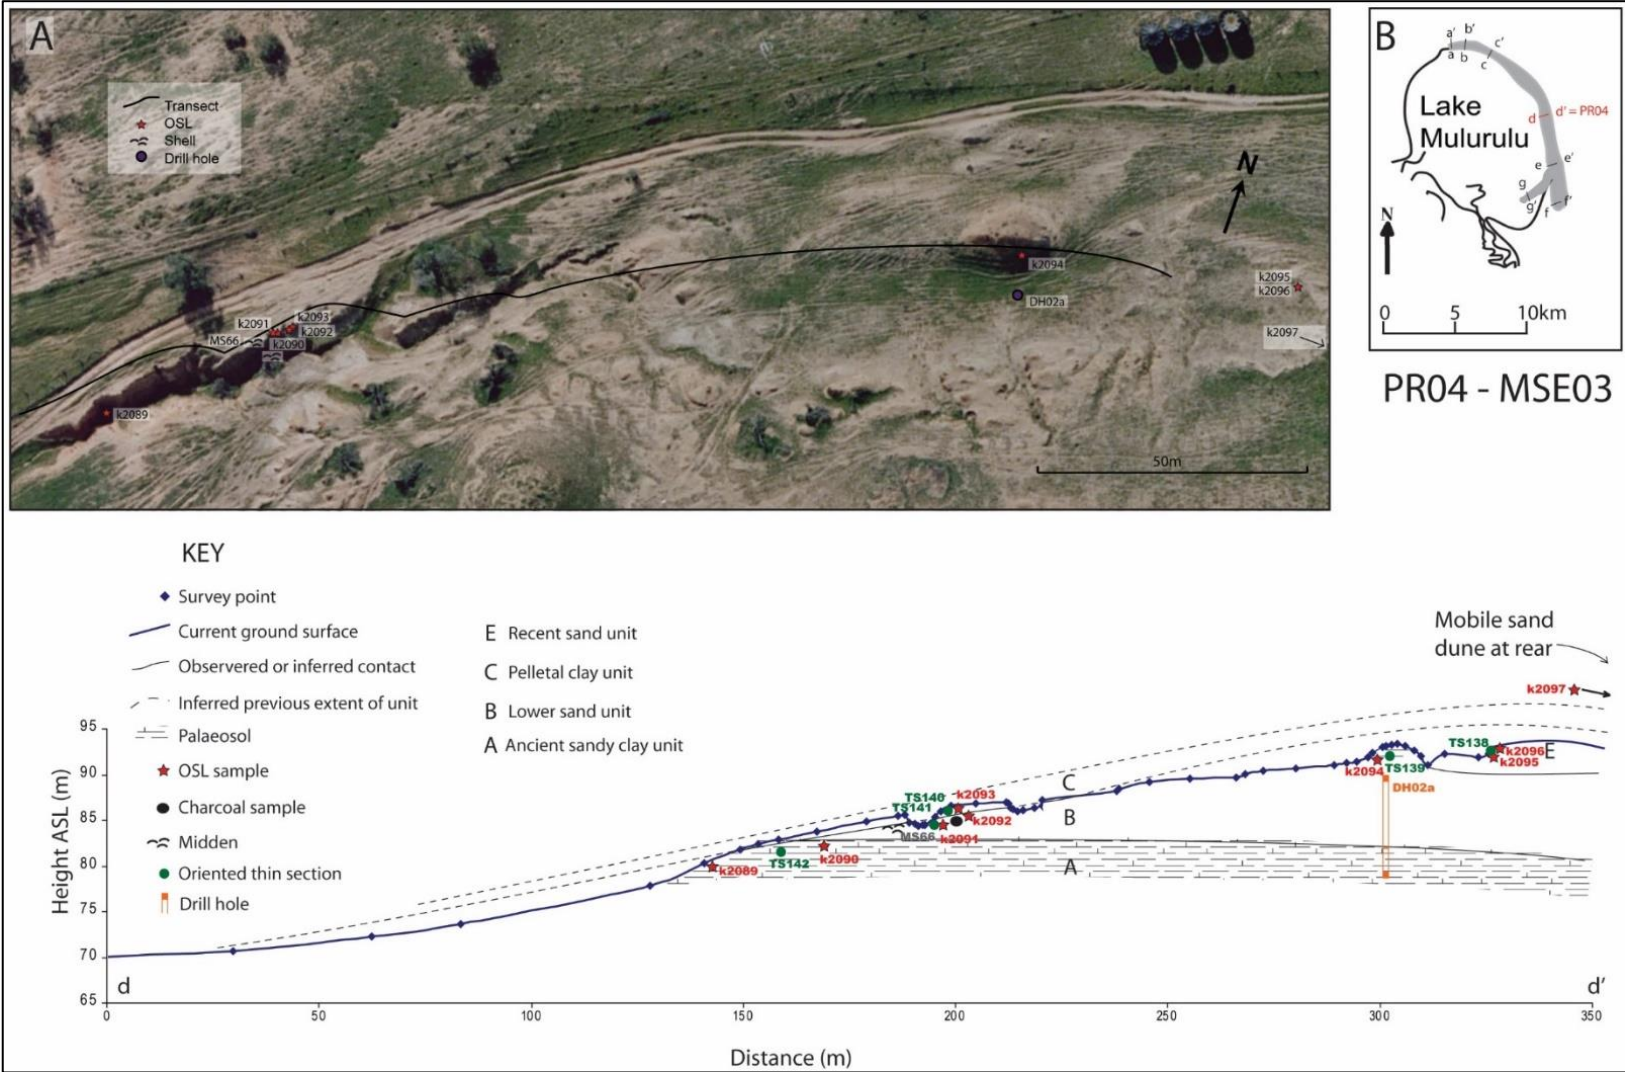 A
Transect
OSL
Shell
Drill hole
N
k2094
DH02a
k2095
k2096
k2097
k2091
k2093
k2092
MS66
k2090
k2089
50m
B
a' b' c'
a b c
Lake
Mulurulu
d d' = PR04
e e'
g
g' f f'
N
0 5 10km
PR04 - MSE03
KEY
Survey point
Current ground surface
Observed or inferred contact
Inferred previous extent of unit
Palaeosol
OSL sample
Charcoal sample
Midden
Oriented thin section
Drill hole
E Recent sand unit
C Pelletal clay unit
B Lower sand unit
A Ancient sandy clay unit
Mobile sand
dune at rear
k2097
TS138
k2096
E
k2095
k2094
TS139
DH02a
C
TS140
k2093
TS141
k2092
B
MS66
k2091
k2090
TS142
k2089
A
Height ASL (m)
95
90
85
80
75
70
65
d d'
0 50 100 150 200 250 300 350
Distance (m)